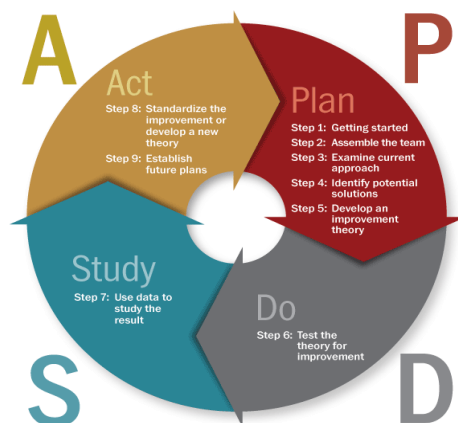 A
P
Act
Step 8: Standardize the
improvement or
develop a new
theory
Step 9: Establish
future plans
Plan
Step 1: Getting started
Step 2: Assemble the team
Step 3: Examine current
approach
Step 4: Identify potential
solutions
Step 5: Develop an
improvement
theory
Study
Step 7: Use data to
study the
result
Do
Step 6: Test the
theory for
improvement
S
D